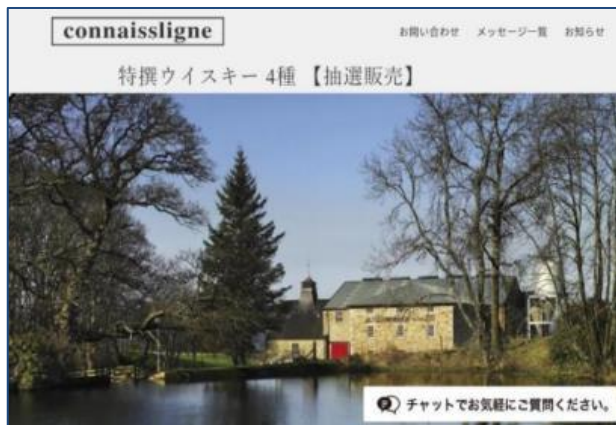 connaissligne
お問い合わせ メッセージ一覧 お知らせ
特撰ウイスキー 4種 【抽選販売】
チャットでお気軽にご質問ください。